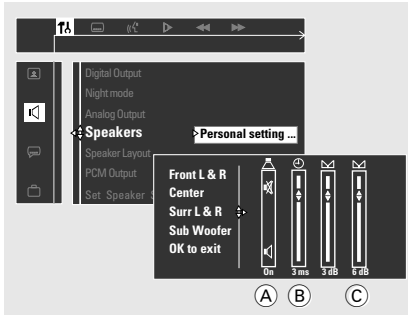 Digital Output
Night mode
Analog Output
Speakers
Personal setting ...
Speaker Layout
PCM Output
Set Speaker S
Front L & R
Center
Surr L & R
Sub Woofer
OK to exit
On 3 ms 3 dB 6 dB
A B C